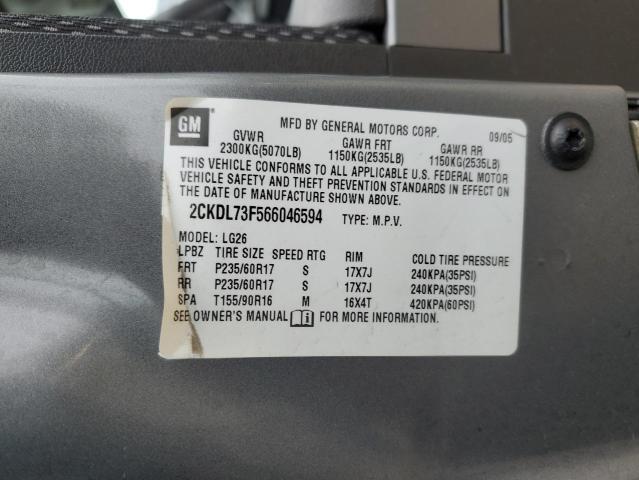 GM
MFD BY GENERAL MOTORS CORP. 09/05
GVWR GAWR FRT GAWR RR
2300KG(5070LB) 1150KG(2535LB) 1150KG(2535LB)
THIS VEHICLE CONFORMS TO ALL APPLICABLE U.S. FEDERAL MOTOR
VEHICLE SAFETY AND THEFT PREVENTION STANDARDS IN EFFECT ON
THE DATE OF MANUFACTURE SHOWN ABOVE.
2CKDL73F566046594 TYPE: M.P.V.
MODEL: LG26
LPBZ TIRE SIZE SPEED RTG RIM COLD TIRE PRESSURE
FRT P235/60R17 S 17X7J 240KPA(35PSI)
RR P235/60R17 S 17X7J 240KPA(35PSI)
SPA T155/90R16 M 16X4T 420KPA(60PSI)
SEE OWNER'S MANUAL FOR MORE INFORMATION.